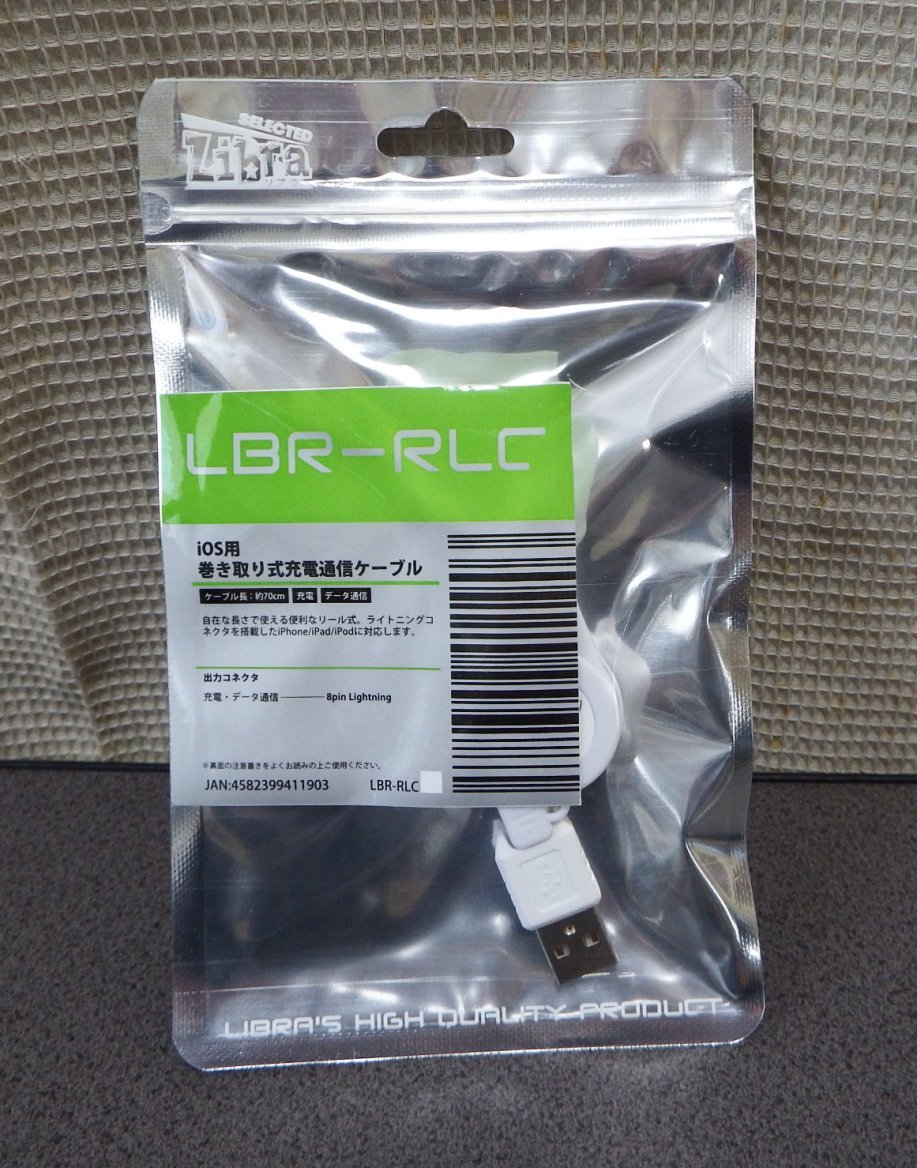 SELECTED
Libra
LBR-RLC
iOS用
巻き取り式充電通信ケーブル
ケーブル長：約70cm 充電 データ通信
自在な長さで使える便利なリール式。ライトニングコ
ネクタを搭載したiPhone/iPad/iPodに対応します。
出力コネクタ
充電・データ通信────8pin Lightning
※裏面の注意書きをよくお読みの上ご使用ください。
JAN:4582399411903 LBR-RLC
LIBRA'S HIGH QUALITY PRODUCT